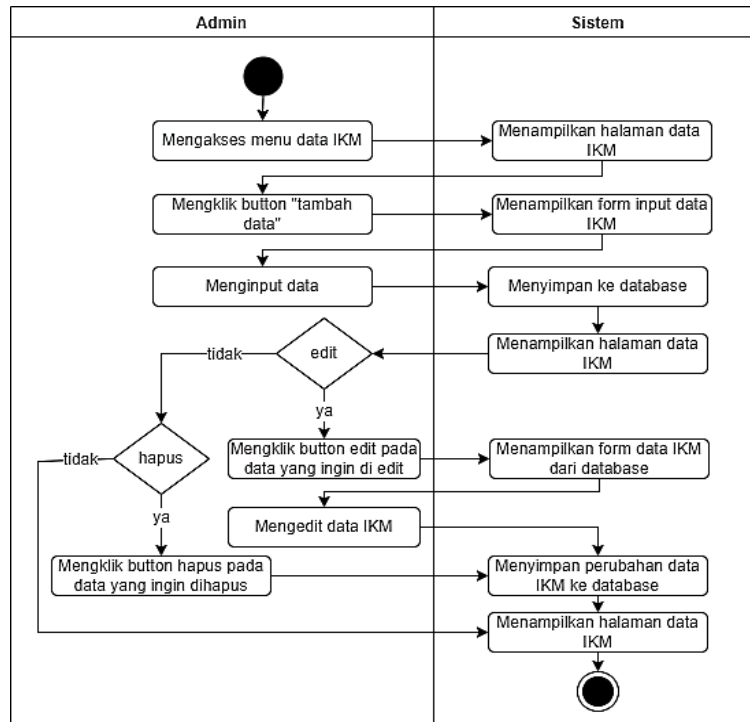 Admin
Sistem
Mengakses menu data IKM
Menampilkan halaman data
IKM
Mengklik button "tambah
data"
Menampilkan form input data
IKM
Menginput data
Menyimpan ke database
Menampilkan halaman data
IKM
edit
tidak
ya
Mengklik button edit pada
data yang ingin di edit
Menampilkan form data IKM
dari database
hapus
tidak
ya
Mengedit data IKM
Mengklik button hapus pada
data yang ingin dihapus
Menyimpan perubahan data
IKM ke database
Menampilkan halaman data
IKM